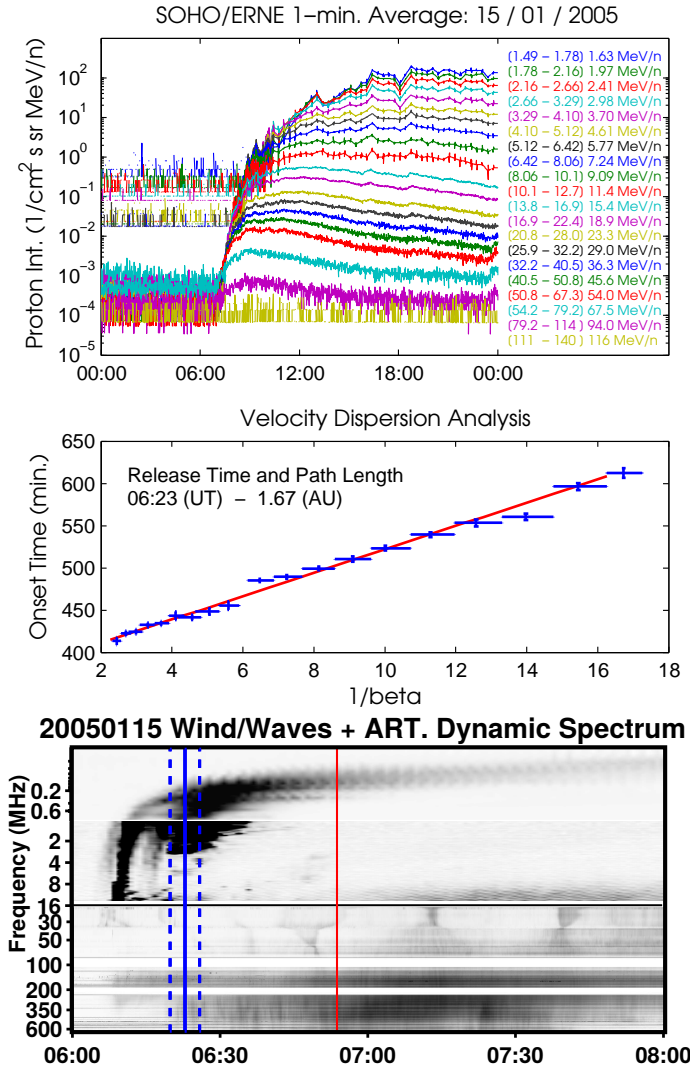 SOHO/ERNE 1–min. Average: 15 / 01 / 2005
Proton Int. (1/cm² s sr MeV/n)
10²
10¹
10⁰
10⁻¹
10⁻²
10⁻³
10⁻⁴
10⁻⁵
00:00 06:00 12:00 18:00 00:00
(1.49 – 1.78) 1.63 MeV/n
(1.78 – 2.16) 1.97 MeV/n
(2.16 – 2.66) 2.41 MeV/n
(2.66 – 3.29) 2.98 MeV/n
(3.29 – 4.10) 3.70 MeV/n
(4.10 – 5.12) 4.61 MeV/n
(5.12 – 6.42) 5.77 MeV/n
(6.42 – 8.06) 7.24 MeV/n
(8.06 – 10.1) 9.09 MeV/n
(10.1 – 12.7) 11.4 MeV/n
(13.8 – 16.9) 15.4 MeV/n
(16.9 – 22.4) 18.9 MeV/n
(20.8 – 28.0) 23.3 MeV/n
(25.9 – 32.2) 29.0 MeV/n
(32.2 – 40.5) 36.3 MeV/n
(40.5 – 50.8) 45.6 MeV/n
(50.8 – 67.3) 54.0 MeV/n
(54.2 – 79.2) 67.5 MeV/n
(79.2 – 114 ) 94.0 MeV/n
(111 – 140) 116 MeV/n
Velocity Dispersion Analysis
Onset Time (min.)
650
600
550
500
450
400
Release Time and Path Length
06:23 (UT) – 1.67 (AU)
2 4 6 8 10 12 14 16 18
1/beta
20050115 Wind/Waves + ART. Dynamic Spectrum
Frequency (MHz)
0.2
0.6
2
4
8
16
30
50
100
200
350
600
06:00 06:30 07:00 07:30 08:00